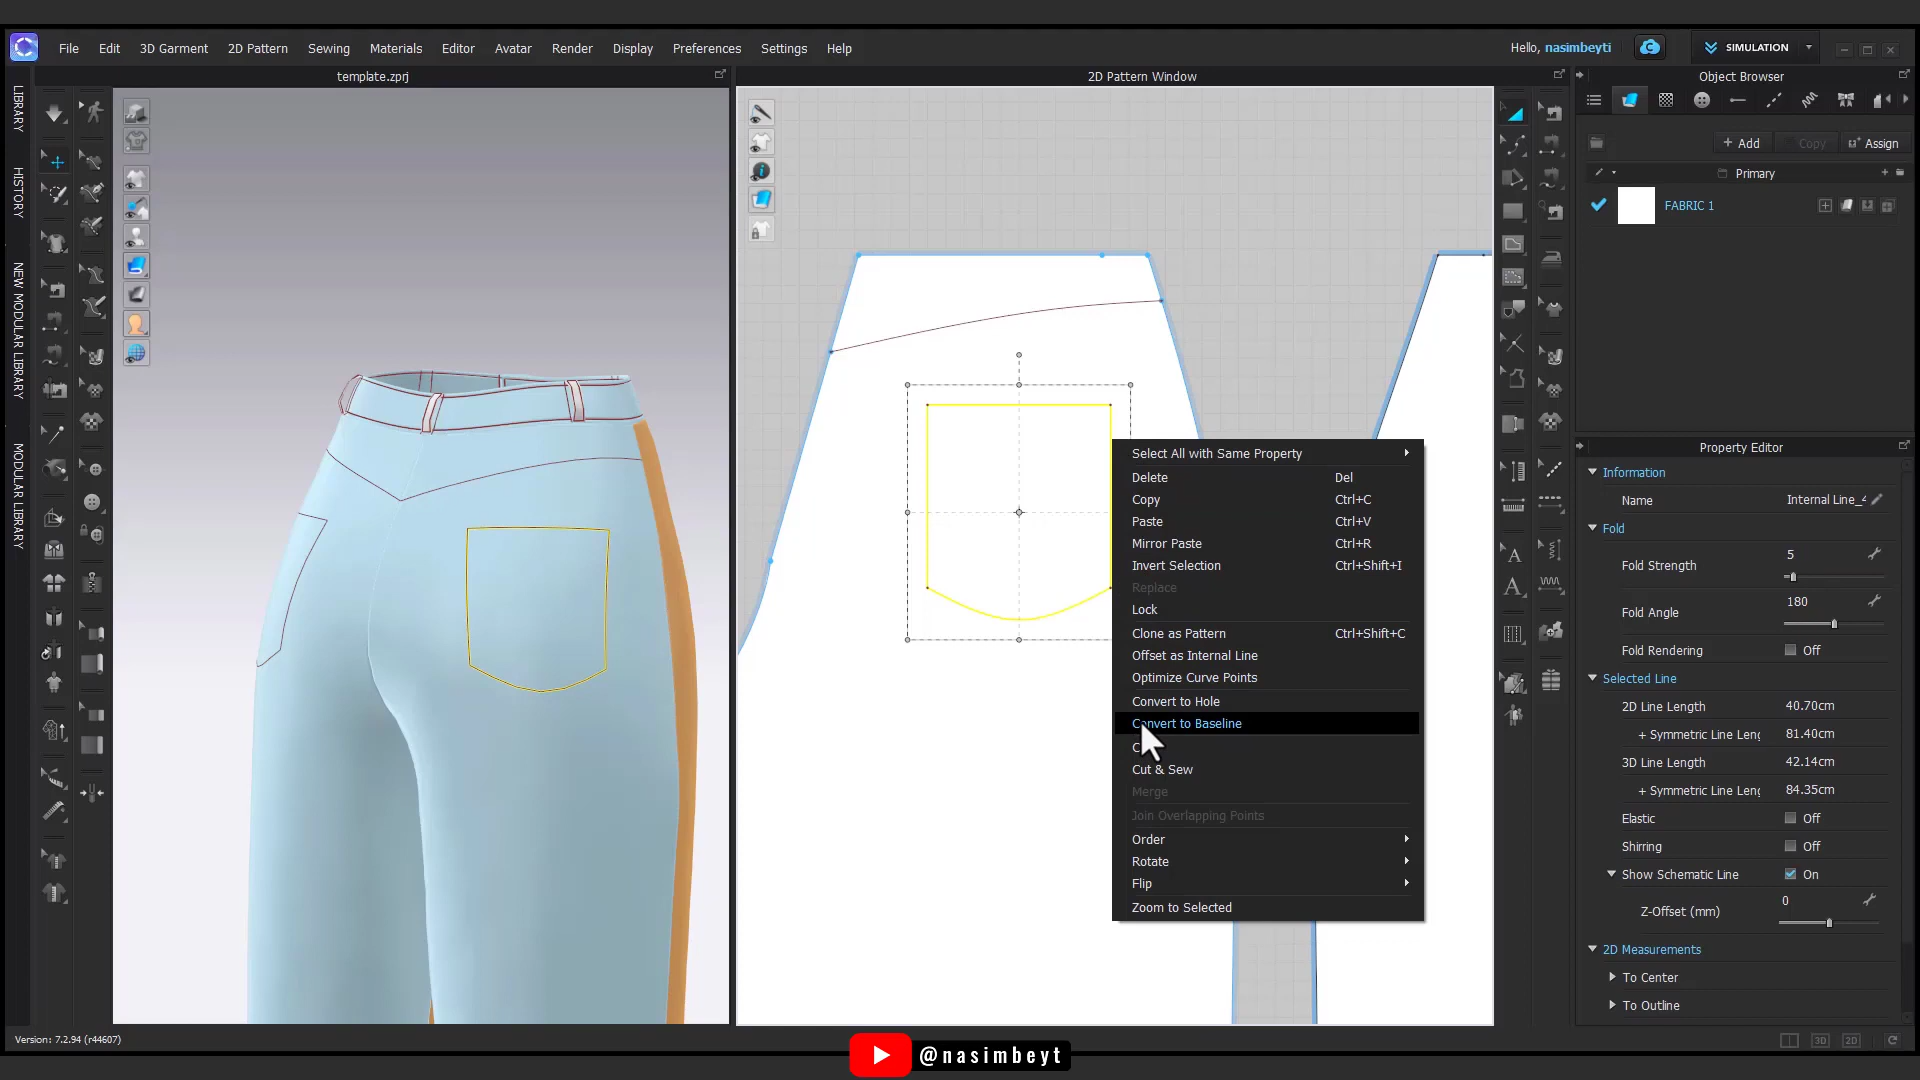 File Edit 3D Garment 2D Pattern Sewing Materials Editor Avatar Render Display Preferences Settings Help
Hello, nasimbeyti
SIMULATION
template.zprj
2D Pattern Window
Object Browser
LIBRARY
HISTORY
NEW MODULAR LIBRARY
MODULAR LIBRARY
+ Add
Copy
Assign
Primary
FABRIC 1
Select All with Same Property
Delete Del
Copy Ctrl+C
Paste Ctrl+V
Mirror Paste Ctrl+R
Invert Selection Ctrl+Shift+I
Replace
Lock
Clone as Pattern Ctrl+Shift+C
Offset as Internal Line
Optimize Curve Points
Convert to Hole
Convert to Baseline
Cut & Sew
Merge
Join Overlapping Points
Order
Rotate
Flip
Zoom to Selected
Property Editor
Information
Name Internal Line_4
Fold
Fold Strength 5
Fold Angle 180
Fold Rendering Off
Selected Line
2D Line Length 40.70cm
+ Symmetric Line Leng 81.40cm
3D Line Length 42.14cm
+ Symmetric Line Leng 84.35cm
Elastic Off
Shirring Off
Show Schematic Line On
Z-Offset (mm) 0
2D Measurements
To Center
To Outline
Version: 7.2.94 (r44607)
3D
2D
@nasimbeyt